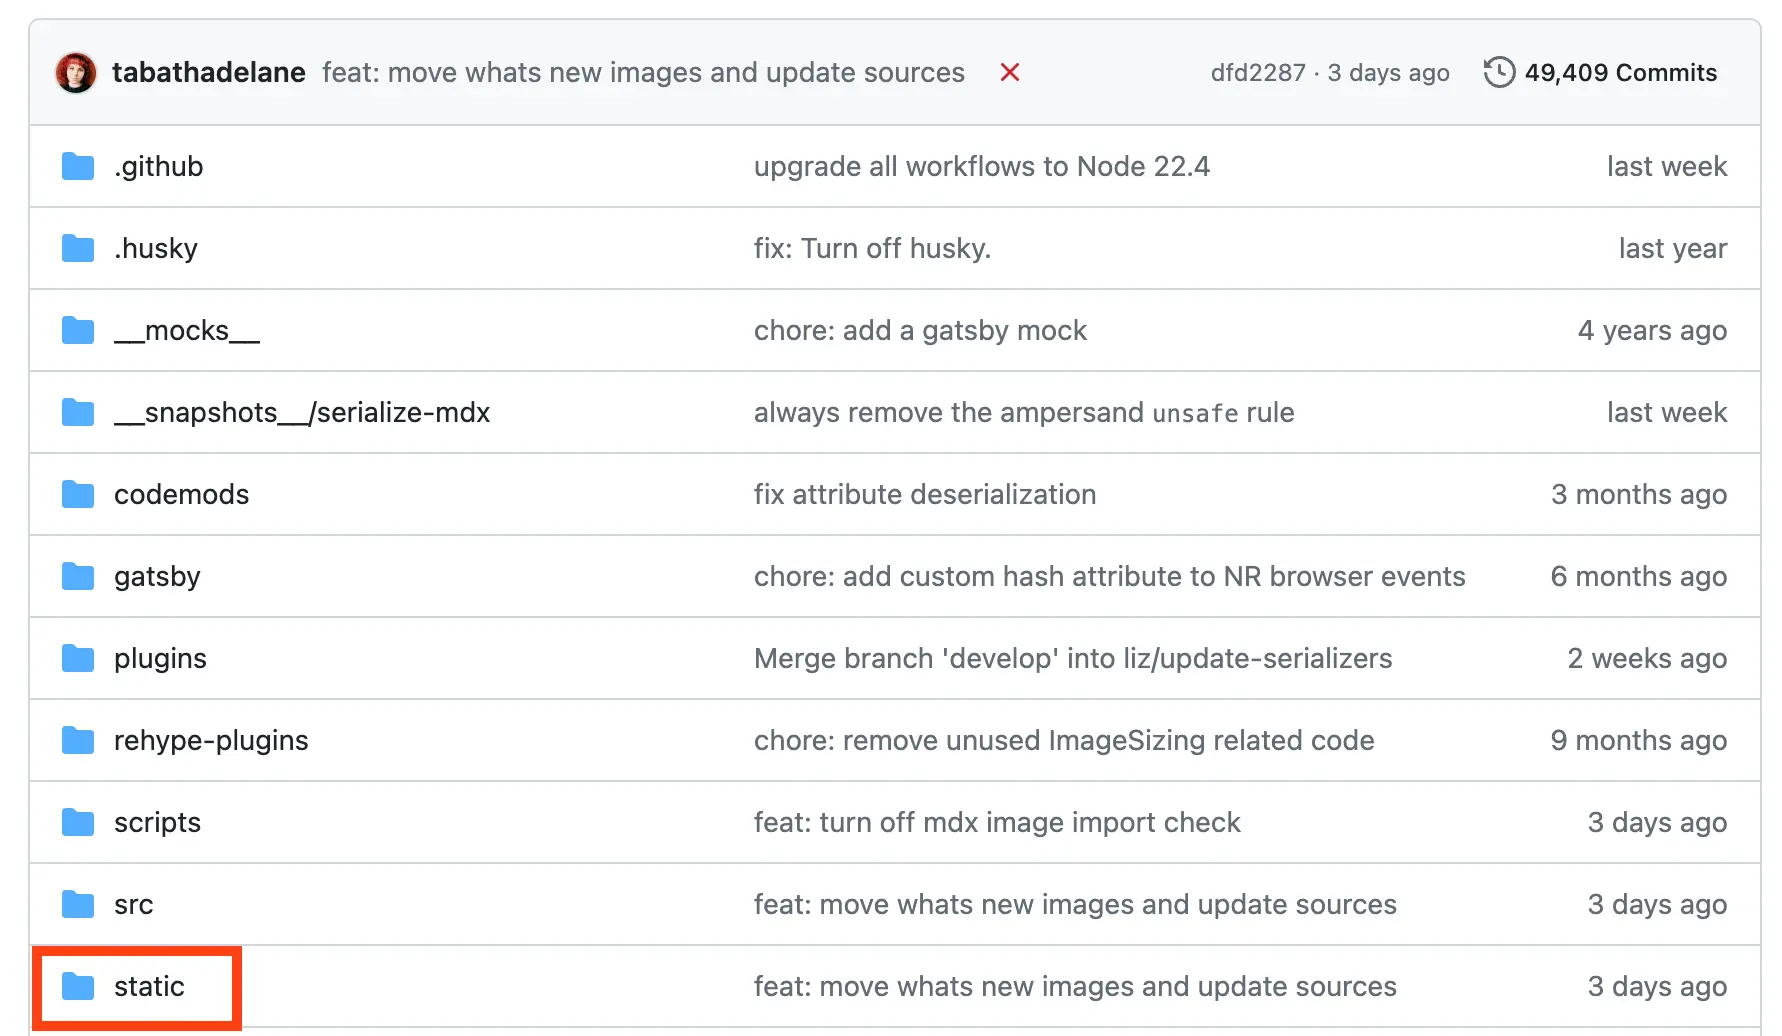 tabathadelane feat: move whats new images and update sources dfd2287 · 3 days ago 49,409 Commits
.github upgrade all workflows to Node 22.4 last week
.husky fix: Turn off husky. last year
__mocks__ chore: add a gatsby mock 4 years ago
__snapshots__/serialize-mdx always remove the ampersand unsafe rule last week
codemods fix attribute deserialization 3 months ago
gatsby chore: add custom hash attribute to NR browser events 6 months ago
plugins Merge branch 'develop' into liz/update-serializers 2 weeks ago
rehype-plugins chore: remove unused ImageSizing related code 9 months ago
scripts feat: turn off mdx image import check 3 days ago
src feat: move whats new images and update sources 3 days ago
static feat: move whats new images and update sources 3 days ago